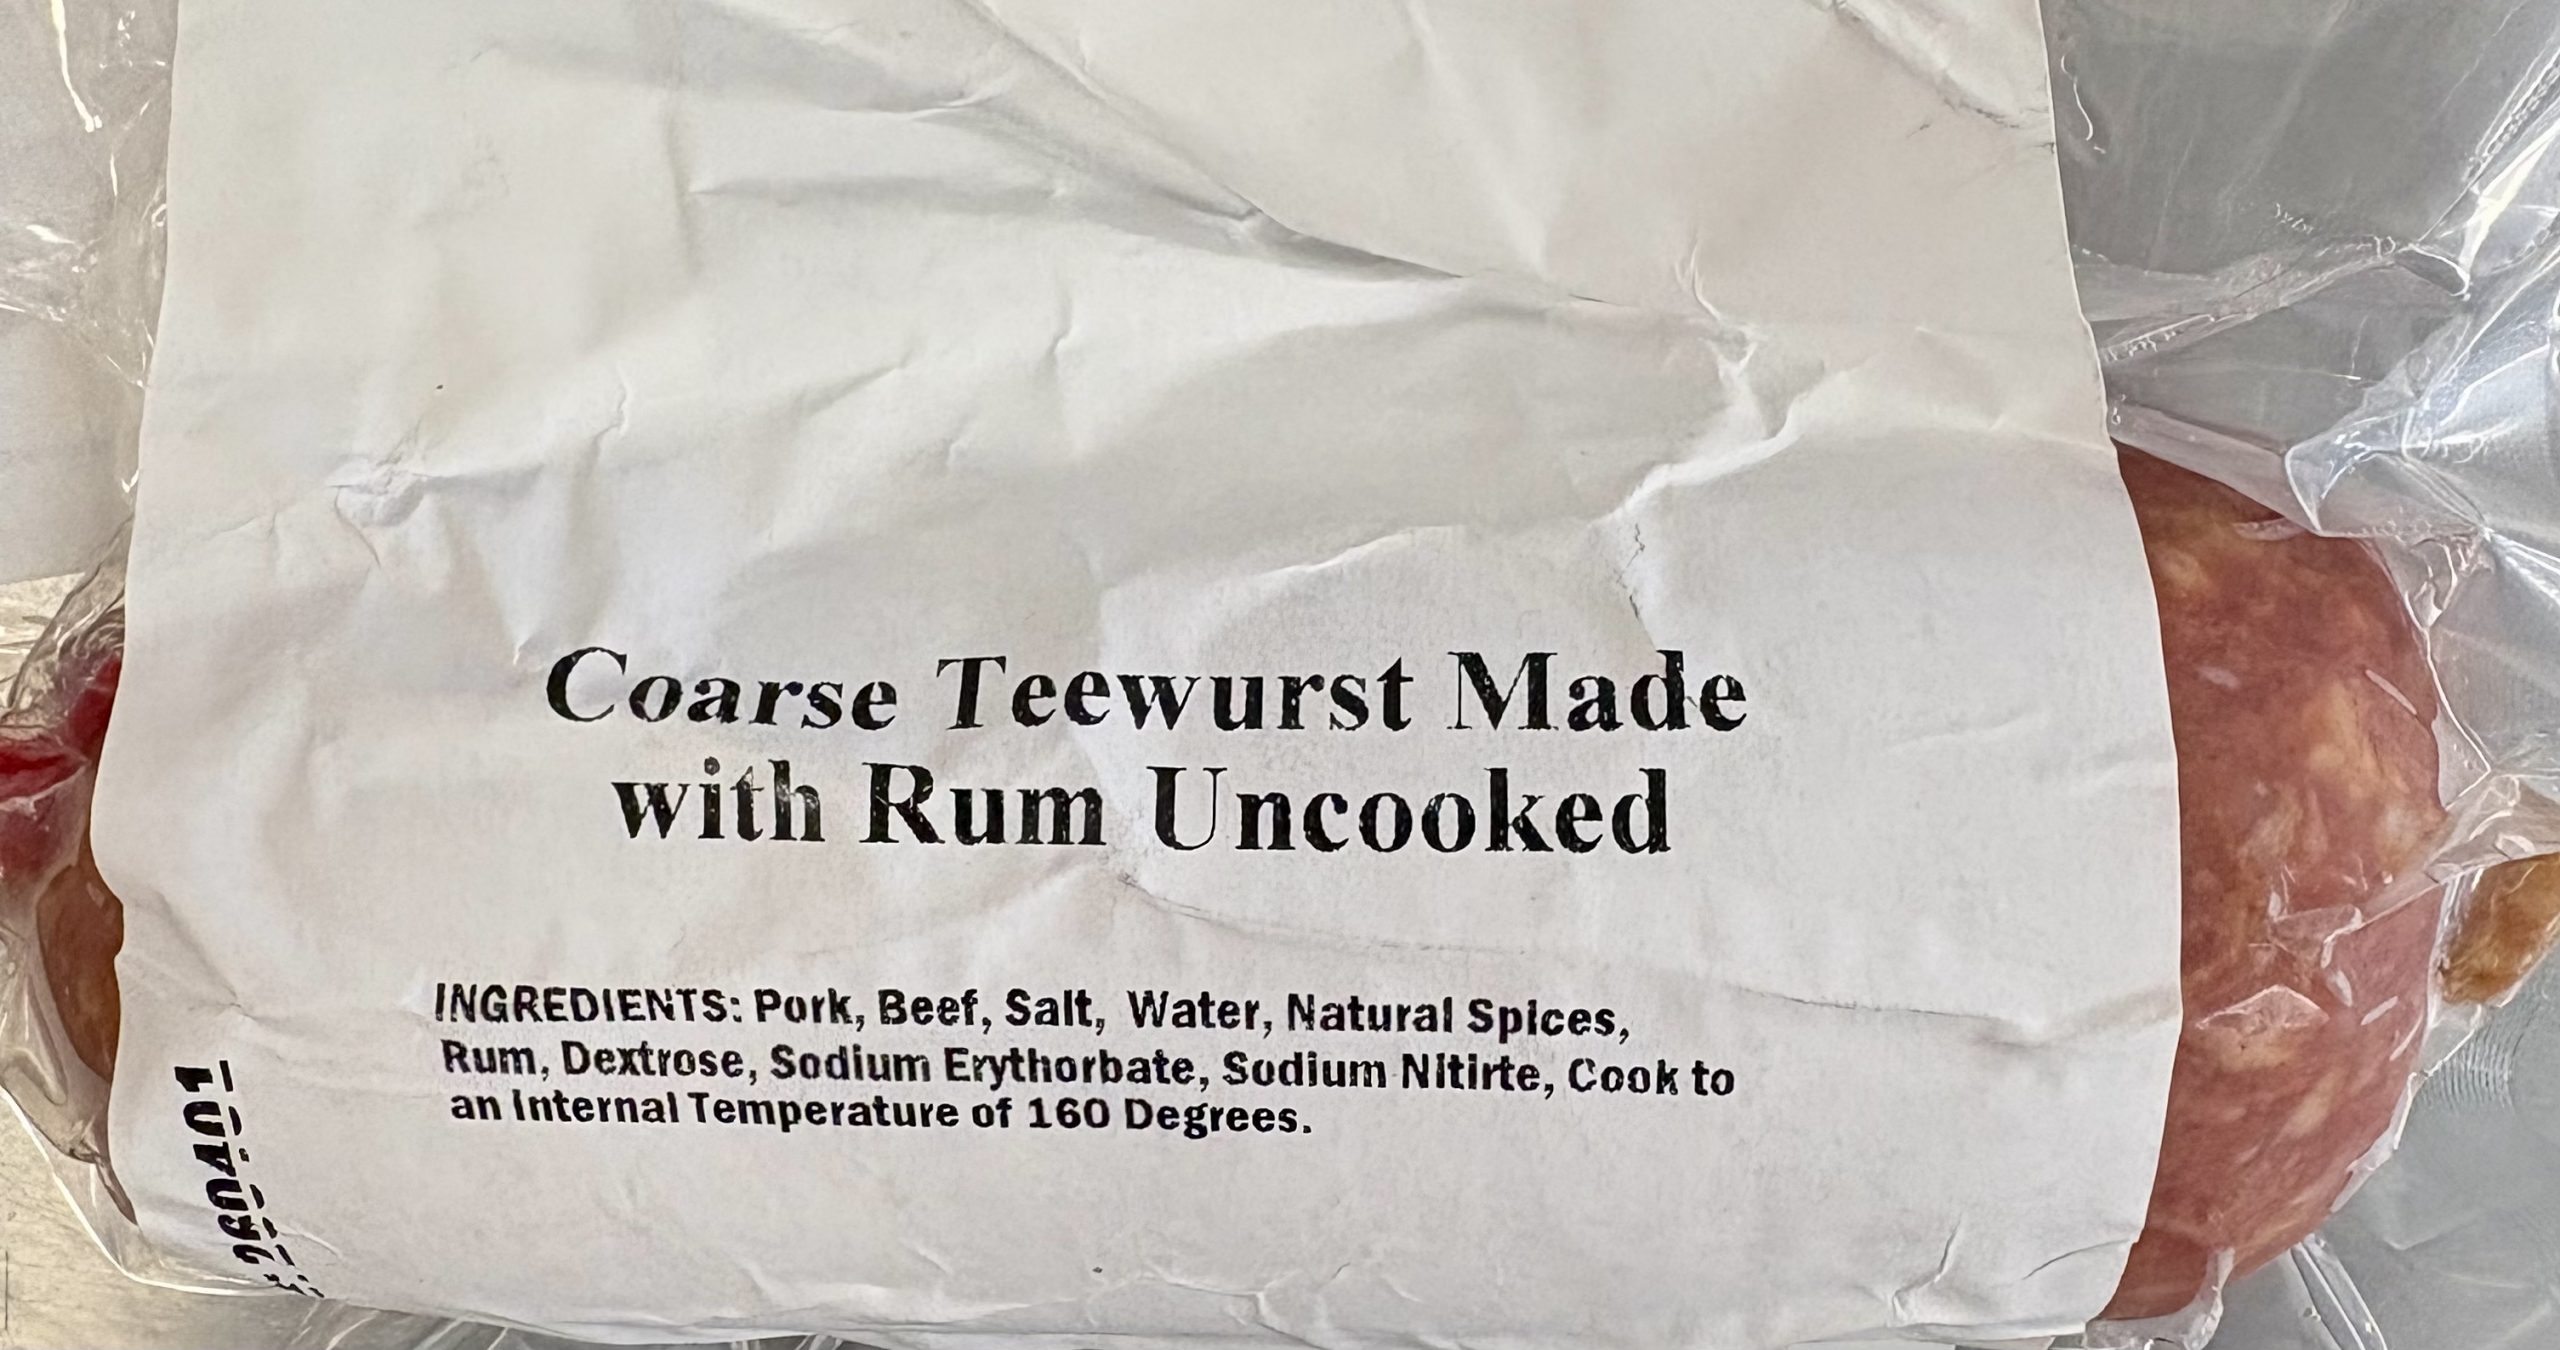 Coarse Teewurst Made
with Rum Uncooked
INGREDIENTS: Pork, Beef, Salt, Water, Natural Spices,
Rum, Dextrose, Sodium Erythorbate, Sodium Nitirte, Cook to
an Internal Temperature of 160 Degrees.